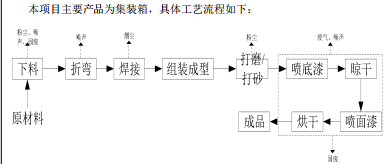 本项目主要产品为集装箱，具体工艺流程如下：
粉尘、噪声、固废
噪声
烟尘
粉尘
废气、噪声
下料
折弯
焊接
组装成型
打磨/打砂
喷底漆
晾干
原材料
成品
烘干
喷面漆
固废